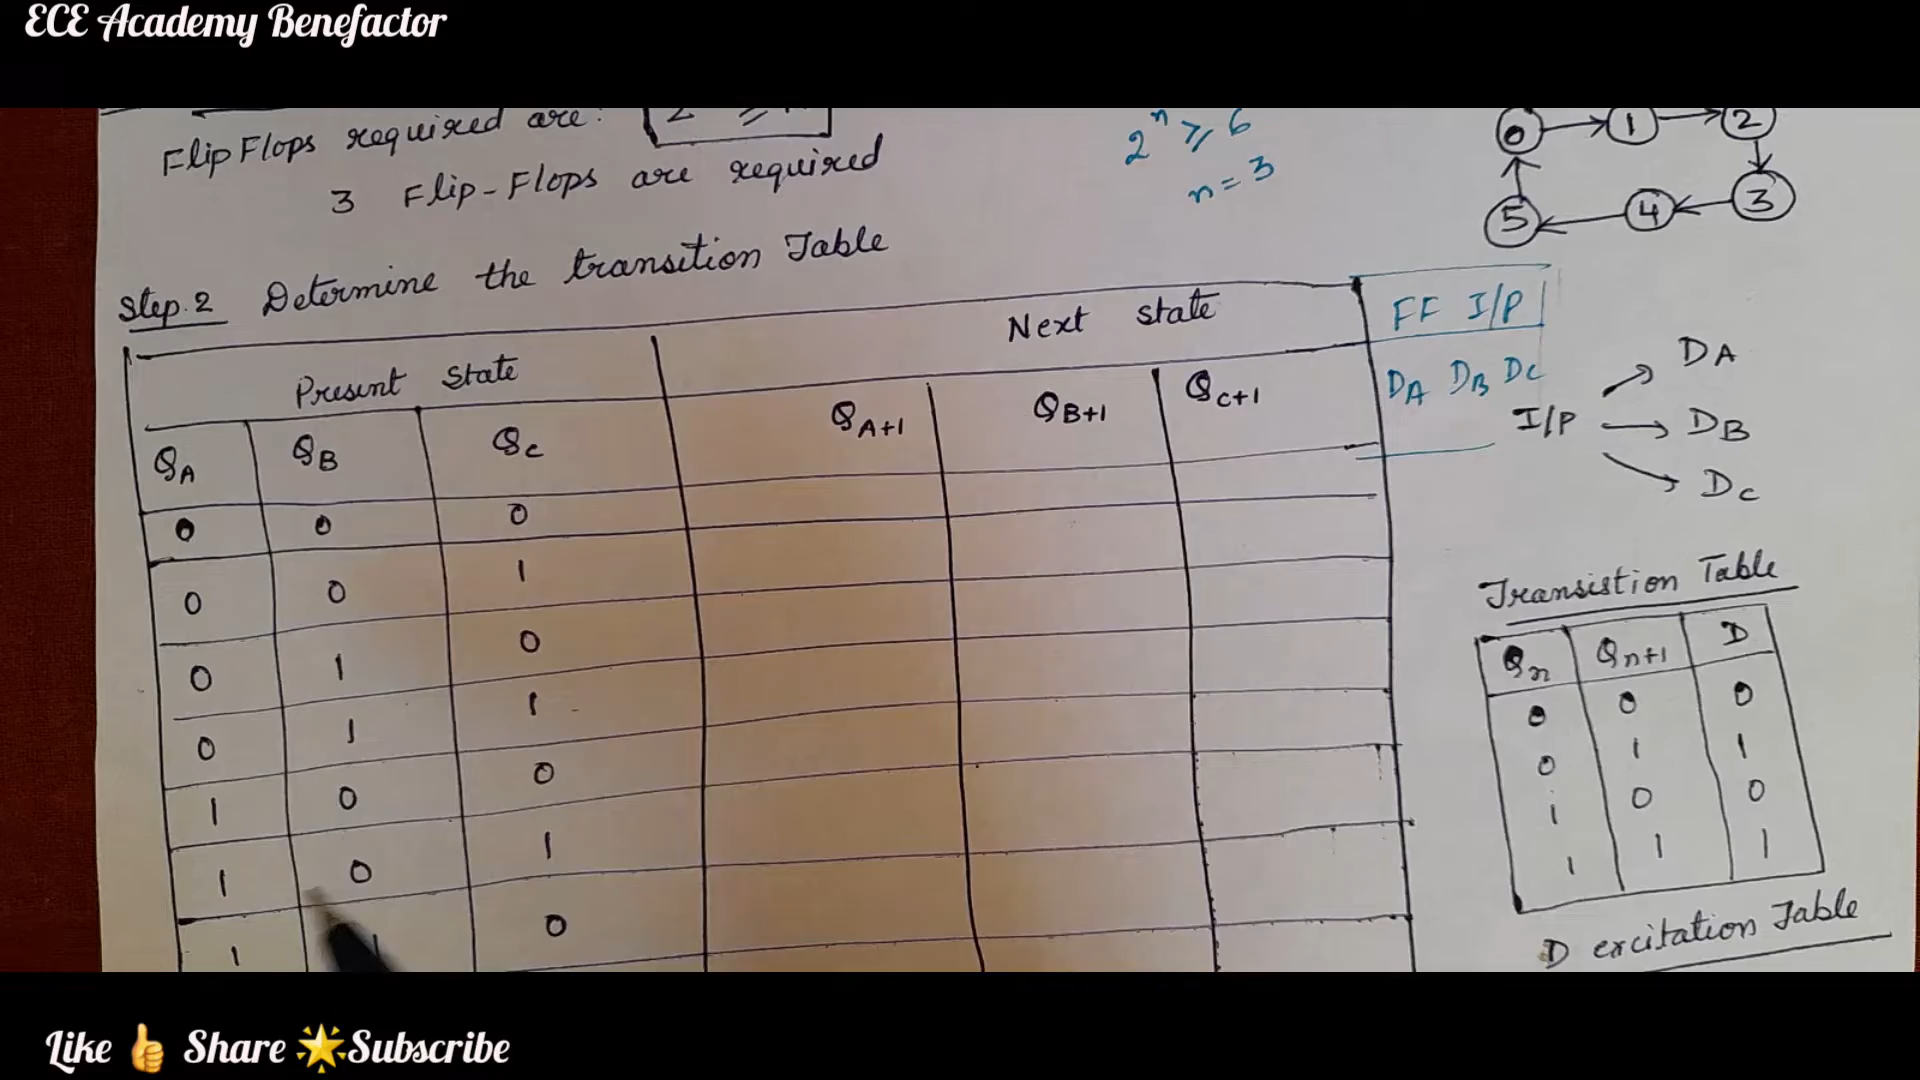 ECE Academy Benefactor
FlipFlops required are:
3 Flip-Flops are required
2^n ≥ 6
n = 3
0 1 2
5 4 3
Step.2 Determine the transition Table
Present State Next state FF I/P
QA QB QC QA+1 QB+1 QC+1 DA DB DC
0 0 0
0 0 1
0 1 0
0 1 1
1 0 0
1 0 1
1 1 0
I/P DA
DB
DC
Transistion Table
Qn Qn+1 D
0 0 0
0 1 1
1 0 0
1 1 1
D excitation Table
Like 👍 Share 🌟Subscribe